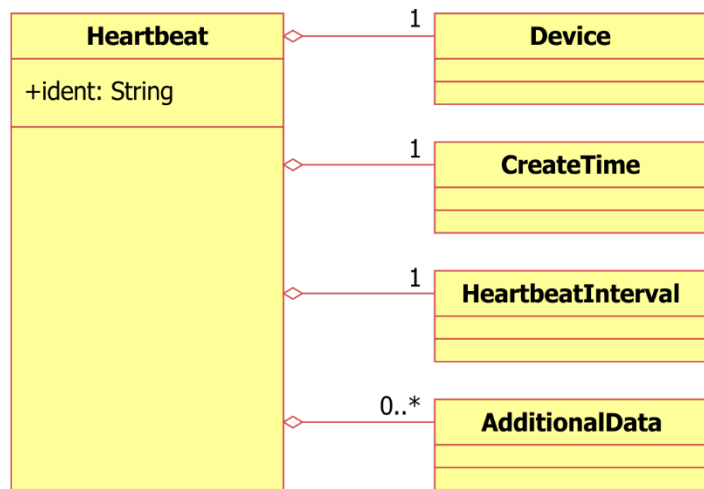 Heartbeat
+ident: String
1
Device
1
CreateTime
1
HeartbeatInterval
0..*
AdditionalData